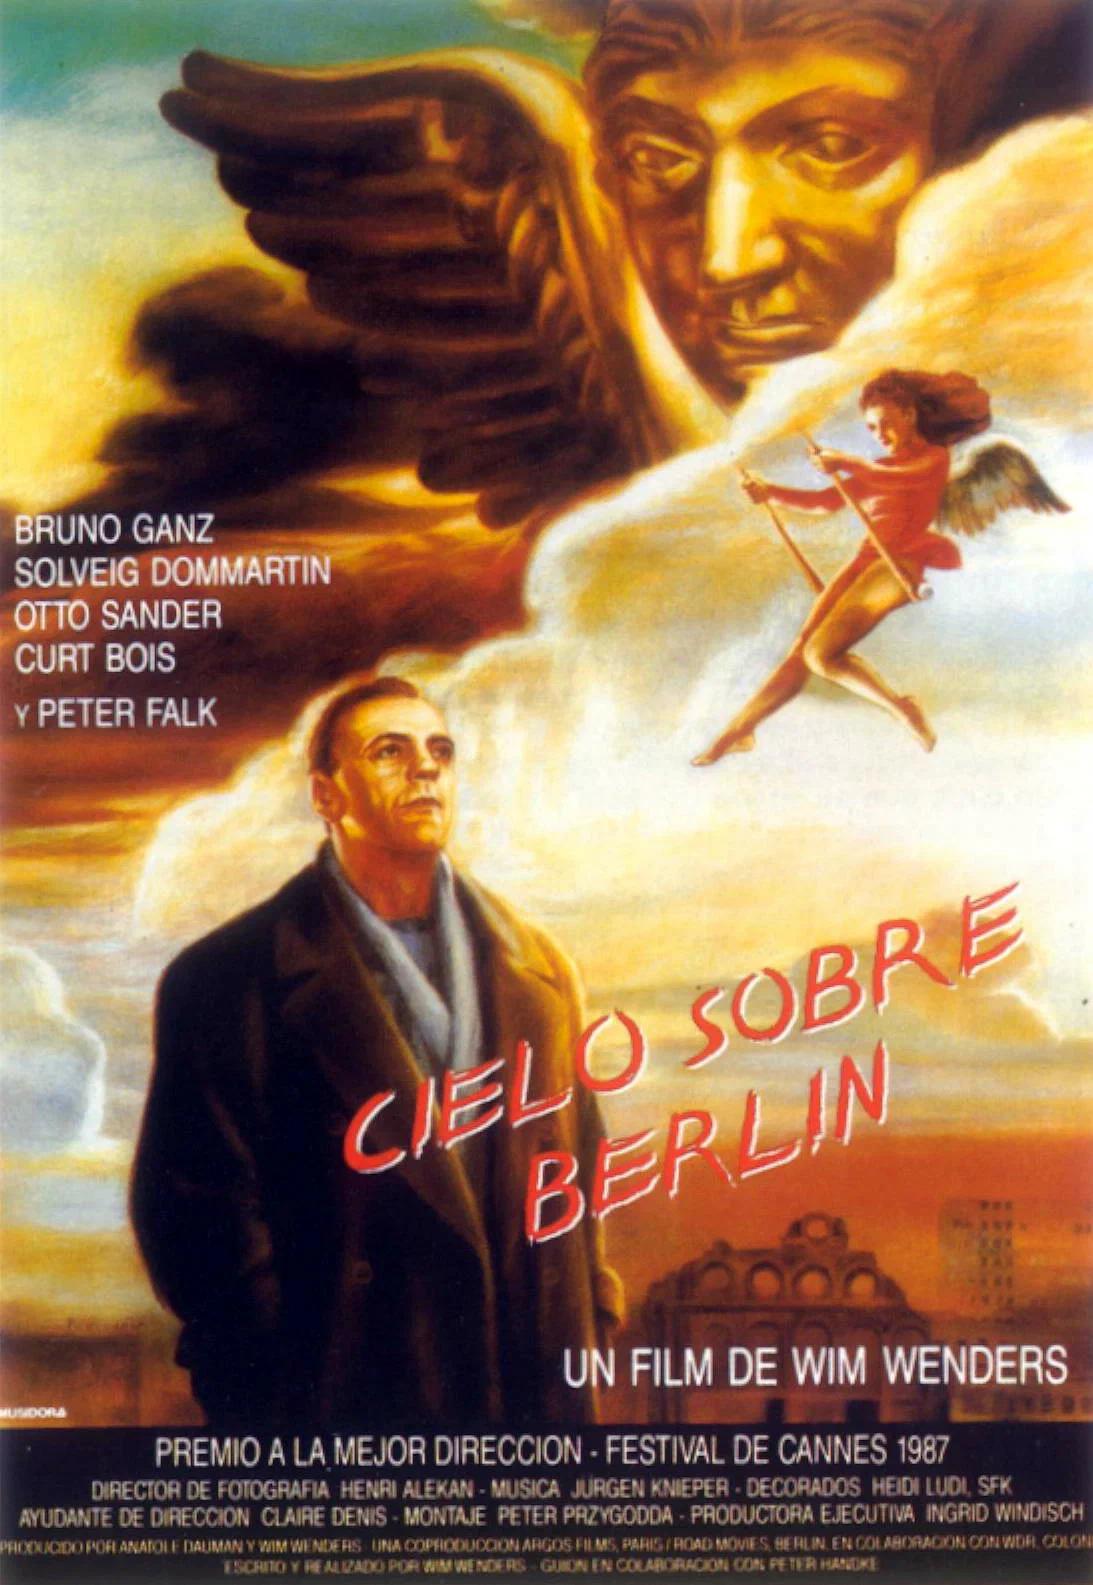 BRUNO GANZ
SOLVEIG DOMMARTIN
OTTO SANDER
CURT BOIS
Y PETER FALK
CIELO SOBRE
BERLIN
UN FILM DE WIM WENDERS
MUSIDORA
PREMIO A LA MEJOR DIRECCION - FESTIVAL DE CANNES 1987
DIRECTOR DE FOTOGRAFIA HENRI ALEKAN - MUSICA JÜRGEN KNIEPER - DECORADOS HEIDI LUDI, SFK
AYUDANTE DE DIRECCION CLAIRE DENIS - MONTAJE PETER PRZYGODDA - PRODUCTORA EJECUTIVA INGRID WINDISCH
PRODUCIDO POR ANATOLE DAUMAN Y WIM WENDERS - UNA COPRODUCCION ARGOS FILMS, PARIS / ROAD MOVIES, BERLIN, EN COLABORACION CON WDR, COLON
ESCRITO Y REALIZADO POR WIM WENDERS - GUION EN COLABORACION CON PETER HANDKE